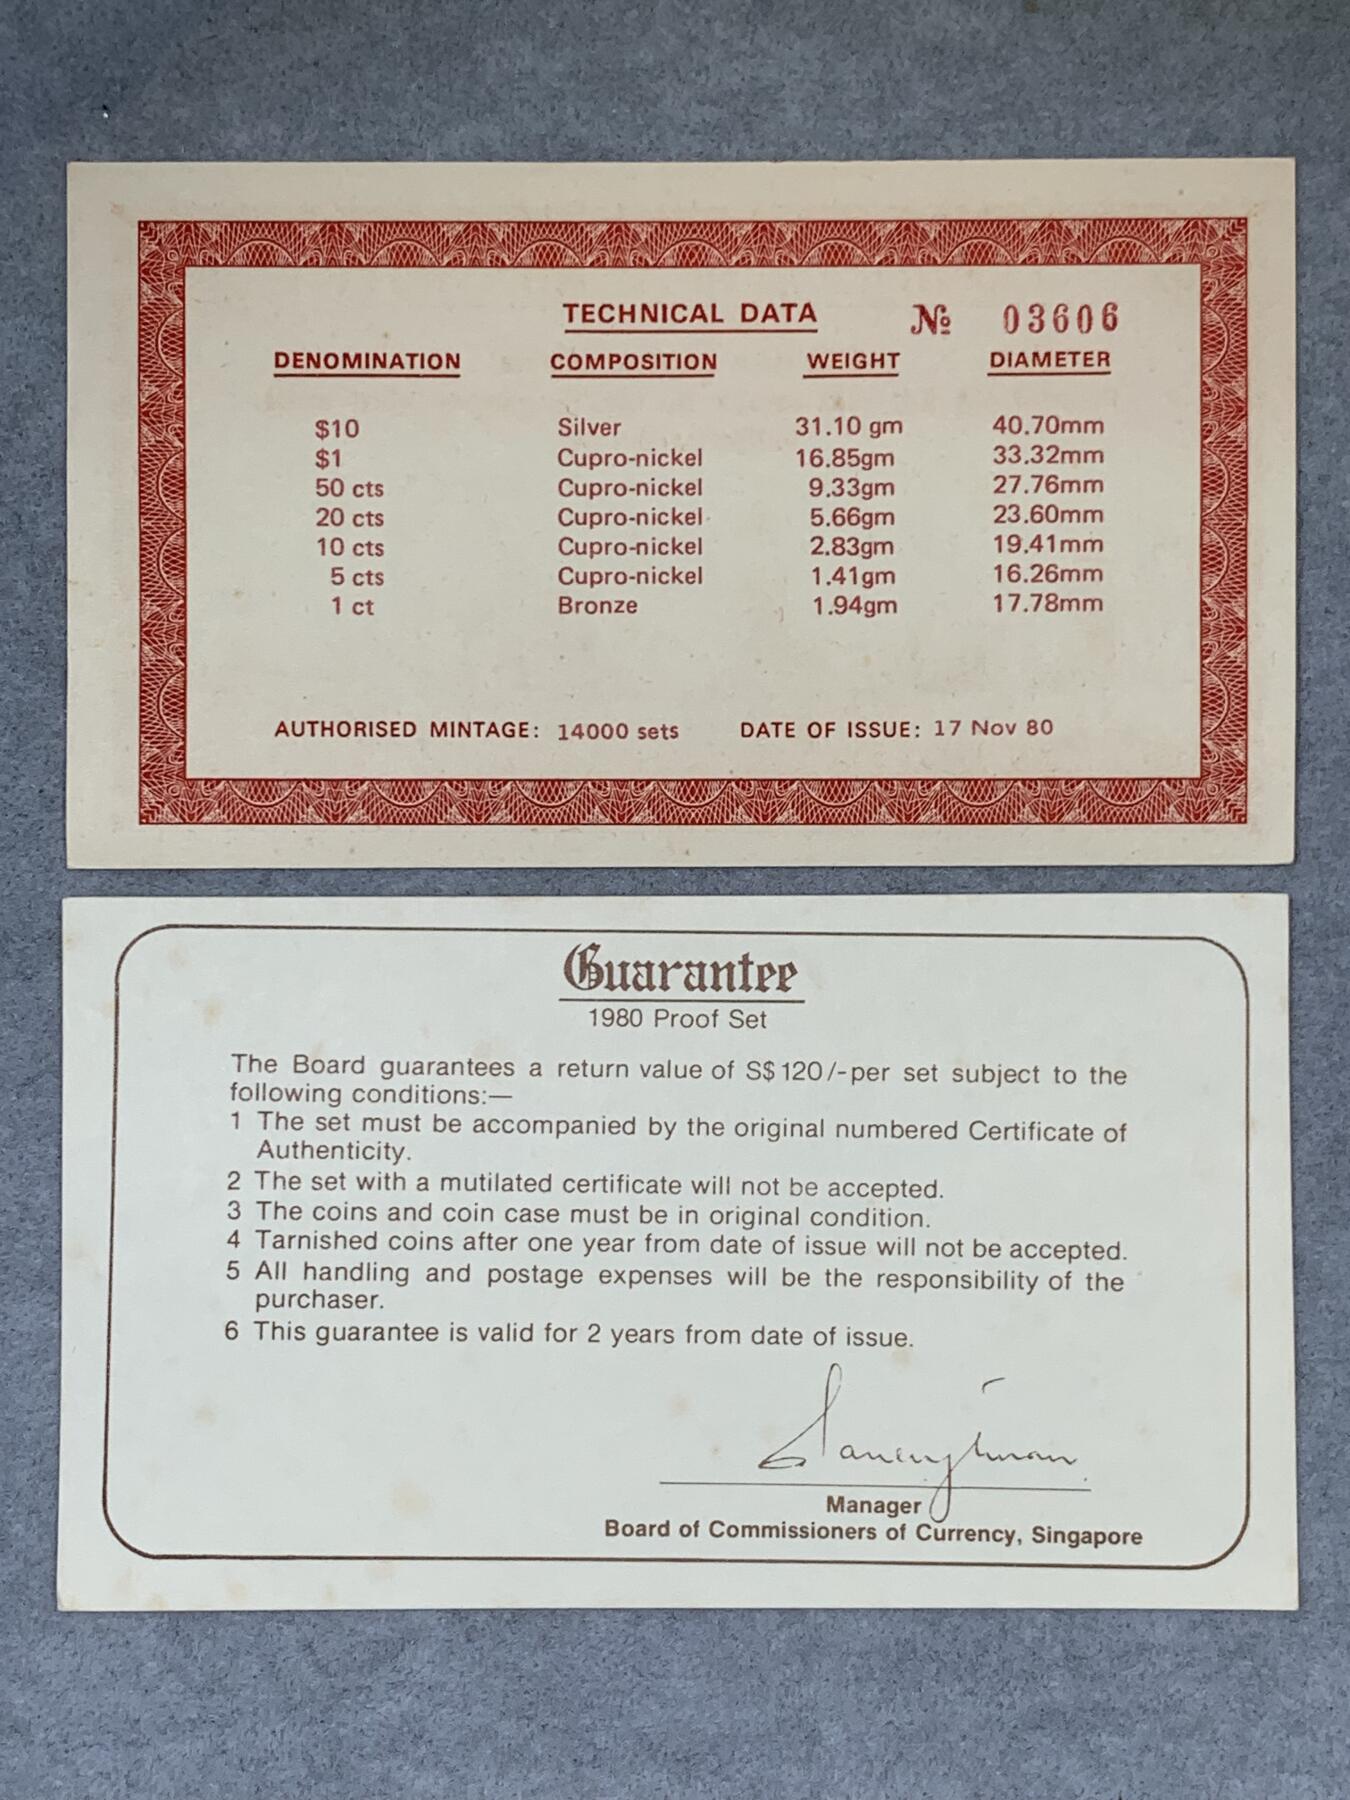 TECHNICAL DATA № 03606
DENOMINATION COMPOSITION WEIGHT DIAMETER
$10 Silver 31.10 gm 40.70mm
$1 Cupro-nickel 16.85gm 33.32mm
50 cts Cupro-nickel 9.33gm 27.76mm
20 cts Cupro-nickel 5.66gm 23.60mm
10 cts Cupro-nickel 2.83gm 19.41mm
5 cts Cupro-nickel 1.41gm 16.26mm
1 ct Bronze 1.94gm 17.78mm
AUTHORISED MINTAGE: 14000 sets DATE OF ISSUE: 17 Nov 80
Guarantee
1980 Proof Set
The Board guarantees a return value of S$120/-per set subject to the
following conditions:—
1 The set must be accompanied by the original numbered Certificate of
Authenticity.
2 The set with a mutilated certificate will not be accepted.
3 The coins and coin case must be in original condition.
4 Tarnished coins after one year from date of issue will not be accepted.
5 All handling and postage expenses will be the responsibility of the
purchaser.
6 This guarantee is valid for 2 years from date of issue.
Manager
Board of Commissioners of Currency, Singapore